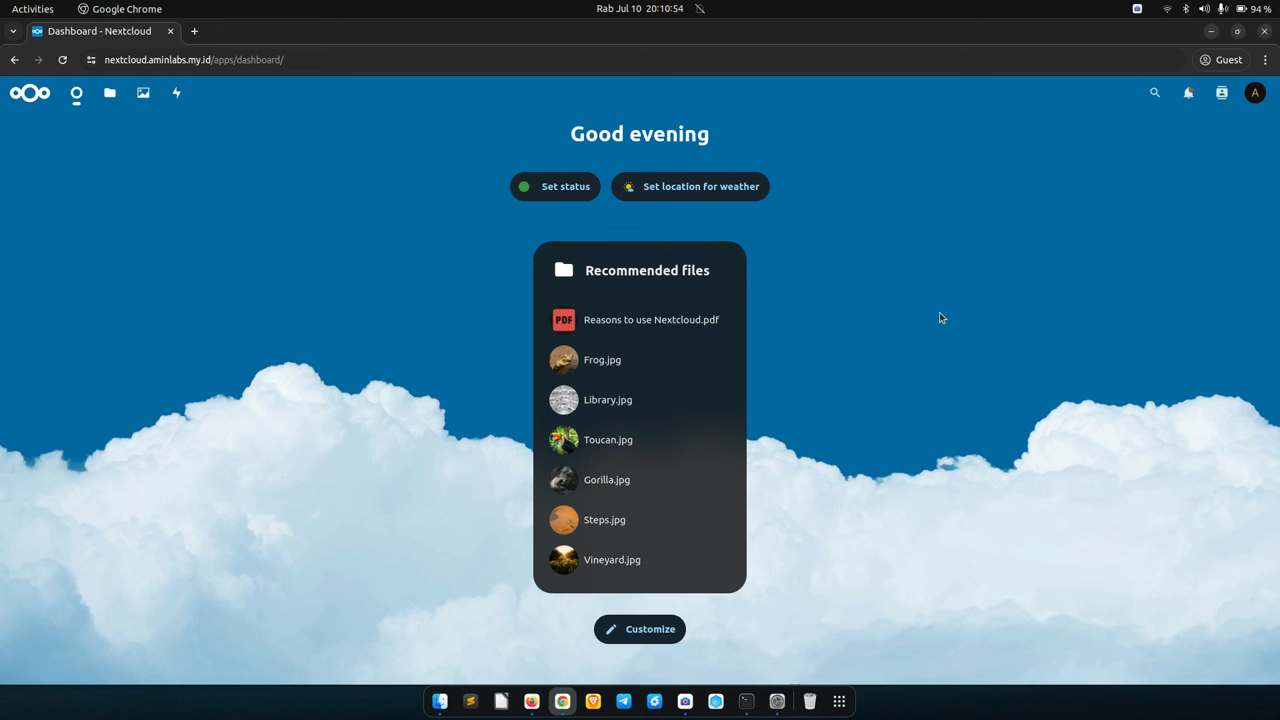 Activities Google Chrome Rab Jul 10 20:10:54 94 %
Dashboard - Nextcloud
nextcloud.aminlabs.my.id/apps/dashboard/ Guest
A
Good evening
Set status Set location for weather
Recommended files
PDF Reasons to use Nextcloud.pdf
Frog.jpg
Library.jpg
Toucan.jpg
Gorilla.jpg
Steps.jpg
Vineyard.jpg
Customize